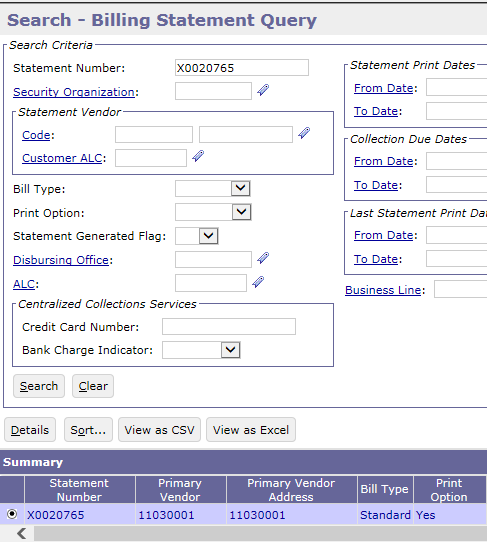 Search - Billing Statement Query
Search Criteria
Statement Number: X0020765
Security Organization:
Statement Vendor
Code:
Customer ALC:
Bill Type:
Print Option:
Statement Generated Flag:
Disbursing Office:
ALC:
Centralized Collections Services
Credit Card Number:
Bank Charge Indicator:
Statement Print Dates
From Date:
To Date:
Collection Due Dates
From Date:
To Date:
Last Statement Print Da
From Date:
To Date:
Business Line:
Search Clear
Details Sort... View as CSV View as Excel
Summary
Statement Number Primary Vendor Primary Vendor Address Bill Type Print Option
X0020765 11030001 11030001 Standard Yes